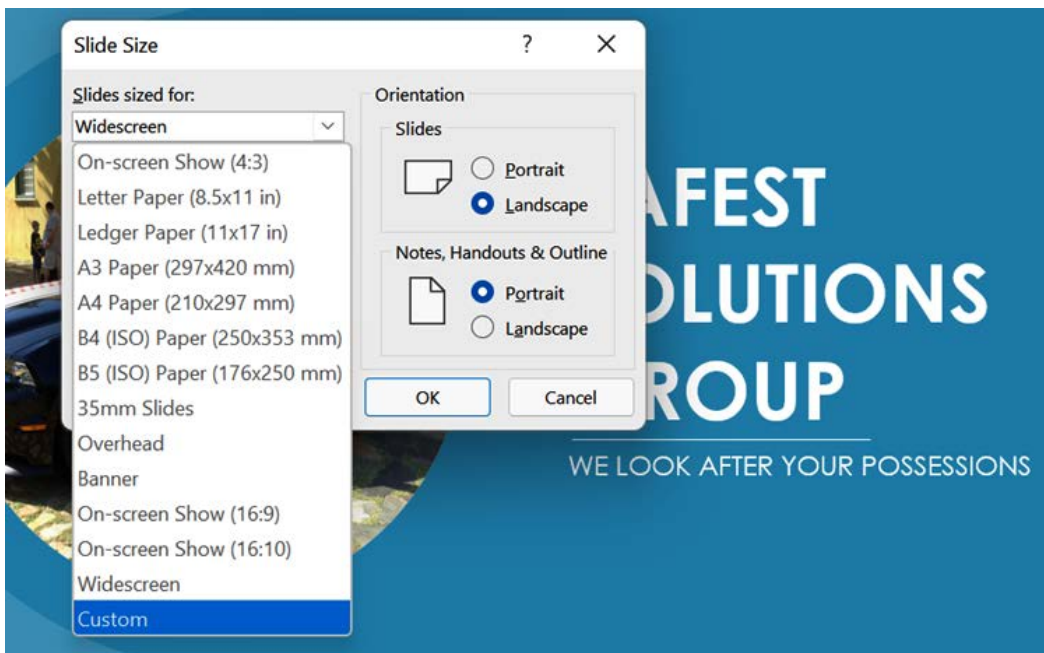 Slide Size
?
Slides sized for:
Widescreen
On-screen Show (4:3)
Letter Paper (8.5x11 in)
Ledger Paper (11x17 in)
A3 Paper (297x420 mm)
A4 Paper (210x297 mm)
B4 (ISO) Paper (250x353 mm)
B5 (ISO) Paper (176x250 mm)
35mm Slides
Overhead
Banner
On-screen Show (16:9)
On-screen Show (16:10)
Widescreen
Custom
Orientation
Slides
Portrait
Landscape
Notes, Handouts & Outline
Portrait
Landscape
OK
Cancel
AFEST
OLUTIONS
ROUP
WE LOOK AFTER YOUR POSSESSIONS